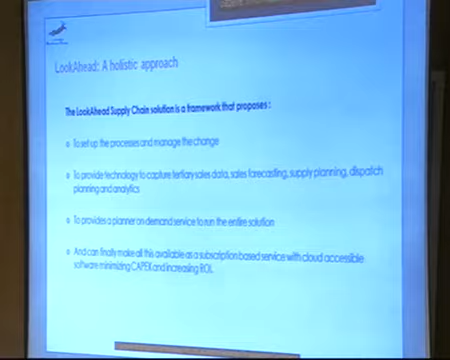 LookAhead: A holistic approach
The LookAhead Supply Chain solution is a framework that proposes:
To set up the processes and manage the change
To provide technology to capture tertiary sales data, sales forecasting, supply planning, dispatch
planning and analytics
To provides a planner on demand service to run the entire solution
And can finally make all this available as a subscription based service with cloud accessible
software minimizing CAPEX and increasing ROI.